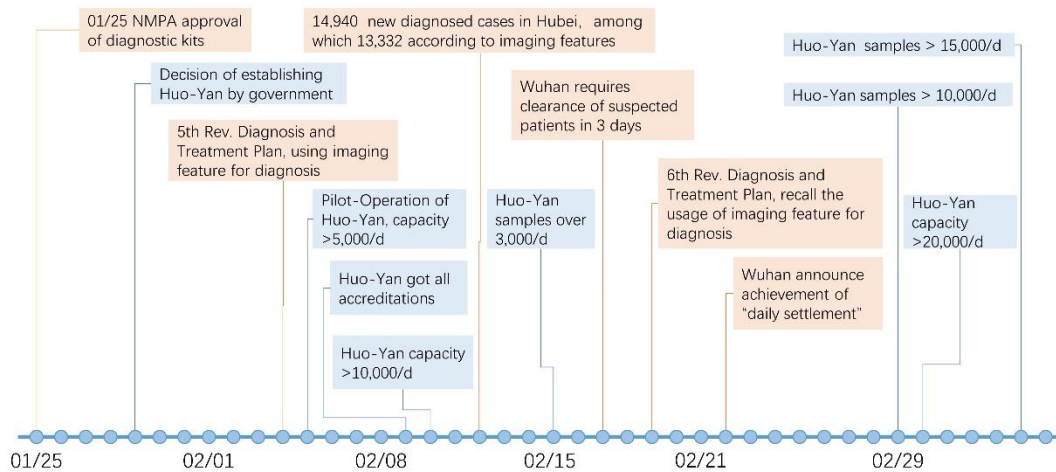 01/25 NMPA approval
of diagnostic kits
14,940 new diagnosed cases in Hubei, among
which 13,332 according to imaging features
Huo-Yan samples > 15,000/d
Decision of establishing
Huo-Yan by government
Wuhan requires
clearance of suspected
patients in 3 days
Huo-Yan samples > 10,000/d
5th Rev. Diagnosis and
Treatment Plan, using imaging
feature for diagnosis
6th Rev. Diagnosis and
Treatment Plan, recall the
usage of imaging feature for
diagnosis
Pilot-Operation of
Huo-Yan, capacity
>5,000/d
Huo-Yan
samples over
3,000/d
Huo-Yan
capacity
>20,000/d
Huo-Yan got all
accreditations
Wuhan announce
achievement of
“daily settlement”
Huo-Yan capacity
>10,000/d
01/25 02/01 02/08 02/15 02/21 02/29